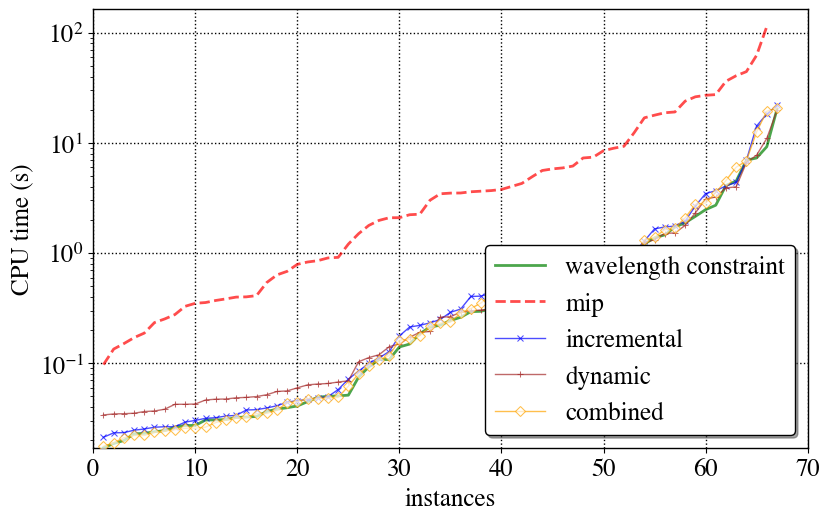 10²
10¹
10⁰
10⁻¹
CPU time (s)
wavelength constraint
mip
incremental
dynamic
combined
0 10 20 30 40 50 60 70
instances